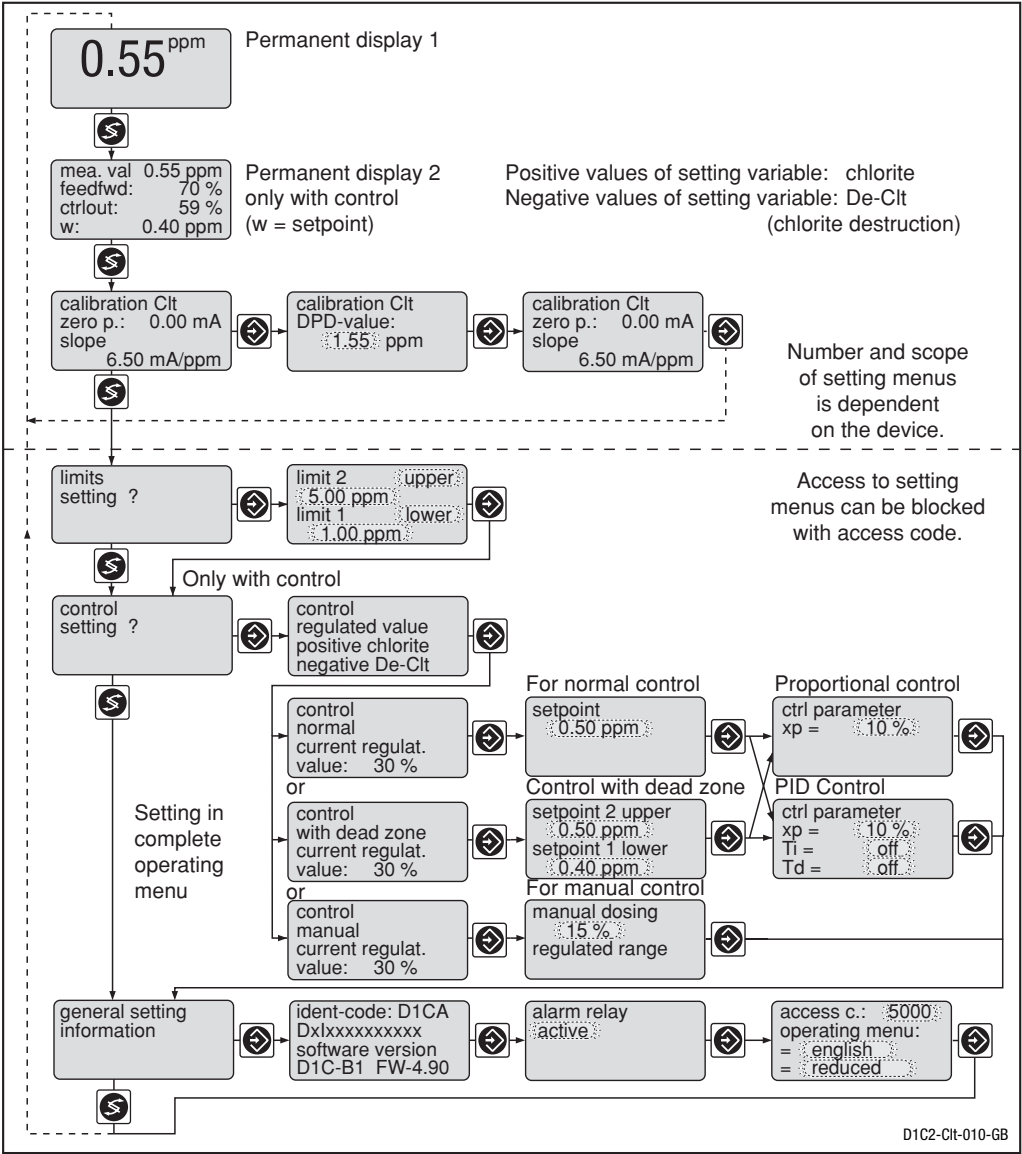 0.55 ppm
Permanent display 1
mea. val 0.55 ppm
feedfwd: 70 %
ctrlout: 59 %
w: 0.40 ppm
Permanent display 2
only with control
(w = setpoint)
Positive values of setting variable: chlorite
Negative values of setting variable: De-Clt
(chlorite destruction)
calibration Clt
zero p.: 0.00 mA
slope
6.50 mA/ppm
calibration Clt
DPD-value:
1.55 ppm
calibration Clt
zero p.: 0.00 mA
slope
6.50 mA/ppm
Number and scope
of setting menus
is dependent
on the device.
limits
setting ?
limit 2 upper
5.00 ppm
limit 1 lower
1.00 ppm
Access to setting
menus can be blocked
with access code.
Only with control
control
setting ?
control
regulated value
positive chlorite
negative De-Clt
control
normal
current regulat.
value: 30 %
For normal control
setpoint
0.50 ppm
Proportional control
ctrl parameter
xp = 10 %
or
Setting in
complete
operating
menu
control
with dead zone
current regulat.
value: 30 %
Control with dead zone
setpoint 2 upper
0.50 ppm
setpoint 1 lower
0.40 ppm
PID Control
ctrl parameter
xp = 10 %
Ti = off
Td = off
or
control
manual
current regulat.
value: 30 %
For manual control
manual dosing
15 %
regulated range
general setting
information
ident-code: D1CA
DxIxxxxxxxxxx
software version
D1C-B1 FW-4.90
alarm relay
active
access c.: 5000
operating menu:
= english
= reduced
D1C2-Clt-010-GB